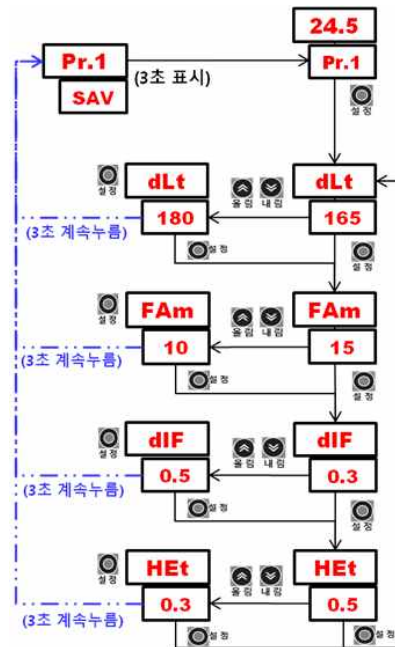 24.5
Pr.1
Pr.1
(3초 표시)
SAV
설정
설정
dLt
올림 내림
dLt
180
165
(3초 계속누름)
설정
설정
설정
FAm
올림 내림
FAm
10
15
(3초 계속누름)
설정
설정
설정
dIF
올림 내림
dIF
0.5
0.3
(3초 계속누름)
설정
설정
설정
HEt
올림 내림
HEt
0.3
0.5
(3초 계속누름)
설정
설정